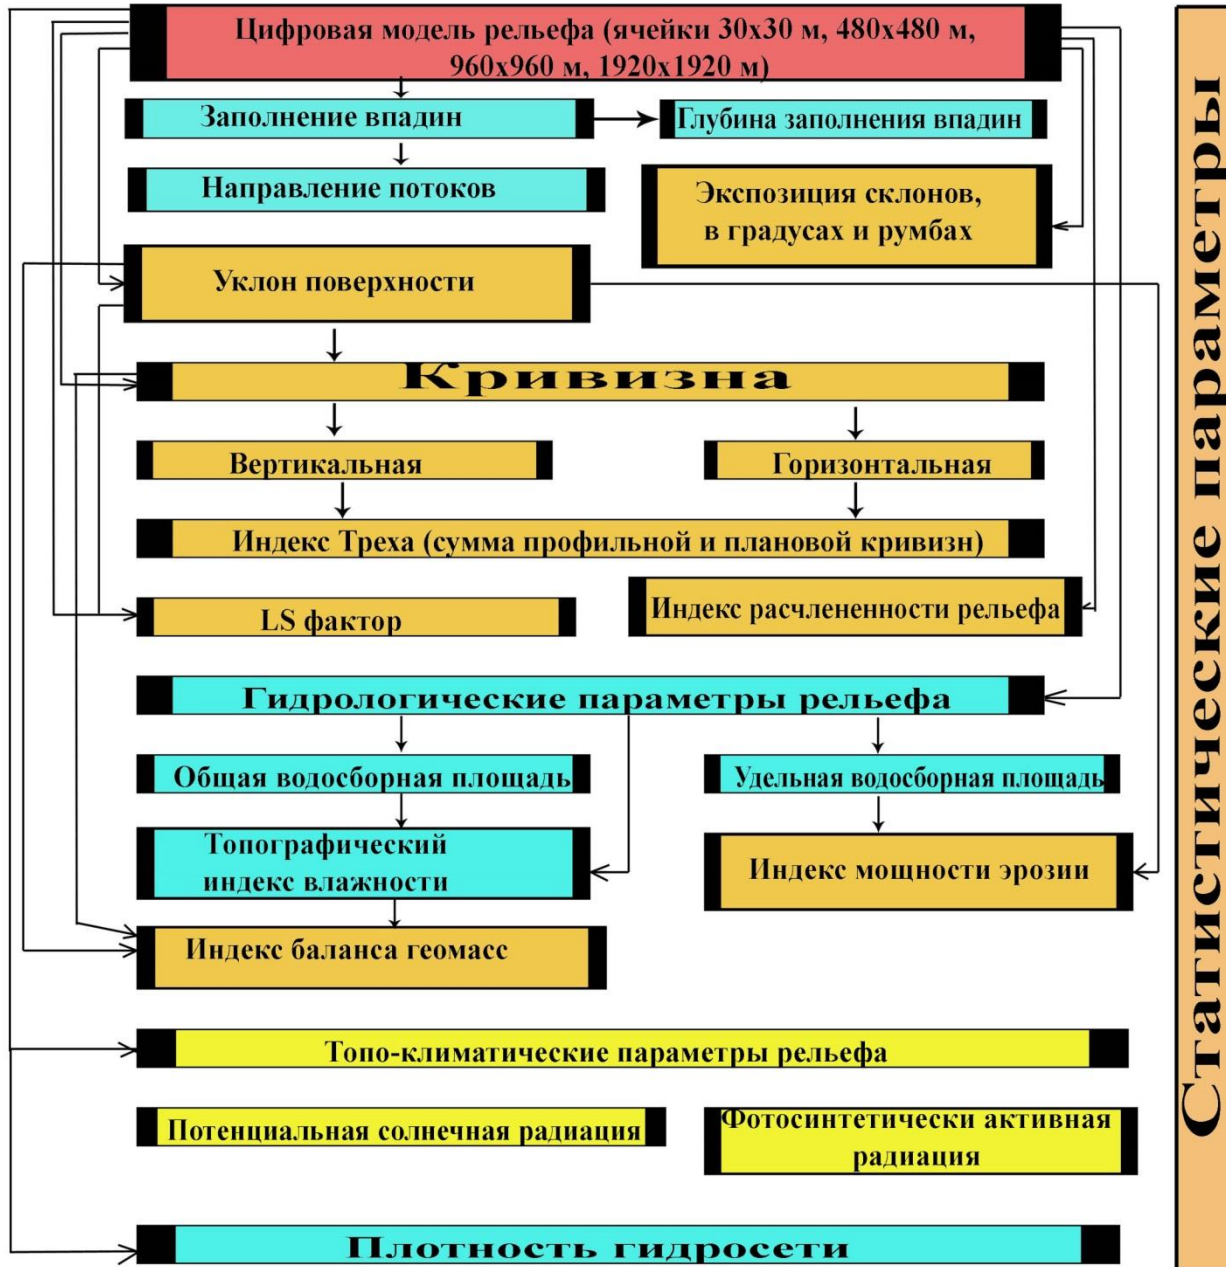 Цифровая модель рельефа (ячейки 30х30 м, 480х480 м,
960х960 м, 1920х1920 м)
Заполнение впадин
Глубина заполнения впадин
Направление потоков
Экспозиция склонов,
в градусах и румбах
Уклон поверхности
Кривизна
Вертикальная
Горизонтальная
Индекс Треха (сумма профильной и плановой кривизн)
LS фактор
Индекс расчлененности рельефа
Гидрологические параметры рельефа
Общая водосборная площадь
Удельная водосборная площадь
Топографический
индекс влажности
Индекс мощности эрозии
Индекс баланса геомасс
Топо-климатические параметры рельефа
Потенциальная солнечная радиация
Фотосинтетически активная
радиация
Плотность гидросети
Статистические параметры